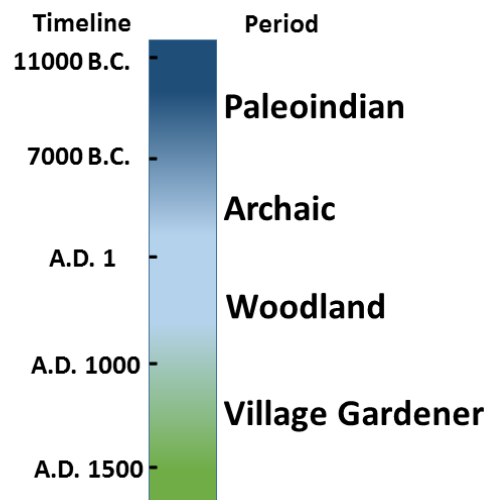 Timeline Period
11000 B.C.
Paleoindian
7000 B.C.
Archaic
A.D. 1
Woodland
A.D. 1000
Village Gardener
A.D. 1500